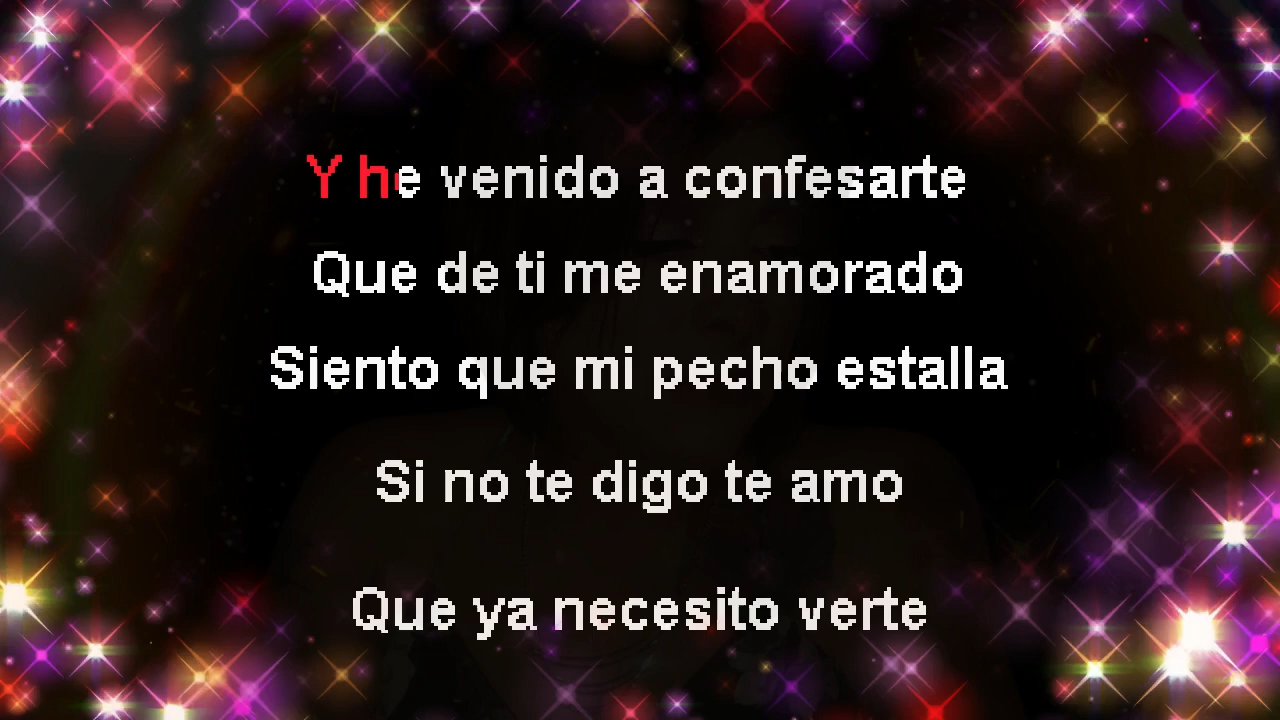 Y he venido a confesarte
Que de ti me enamorado
Siento que mi pecho estalla
Si no te digo te amo
Que ya necesito verte